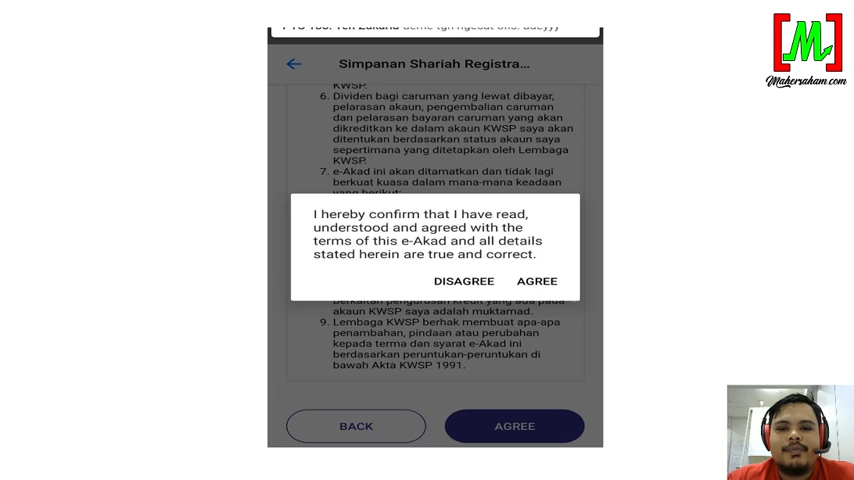 Simpanan Shariah Registra...
KWSP.
6. Dividen bagi caruman yang lewat dibayar,
pelarasan akaun, pengembalian caruman
dan pelarasan bayaran caruman yang akan
dikreditkan ke dalam akaun KWSP saya akan
ditentukan berdasarkan status akaun saya
sepertimana yang ditetapkan oleh Lembaga
KWSP.
7. e-Akad ini akan ditamatkan dan tidak lagi
berkuat kuasa dalam mana-mana keadaan
yang berikut:
I hereby confirm that I have read,
understood and agreed with the
terms of this e-Akad and all details
stated herein are true and correct.
DISAGREE AGREE
berkaitan pengurusan kredit yang ada pada
akaun KWSP saya adalah muktamad.
9. Lembaga KWSP berhak membuat apa-apa
penambahan, pindaan atau perubahan
kepada terma dan syarat e-Akad ini
berdasarkan peruntukan-peruntukan di
bawah Akta KWSP 1991.
BACK AGREE
[M]
Mahersaham.com